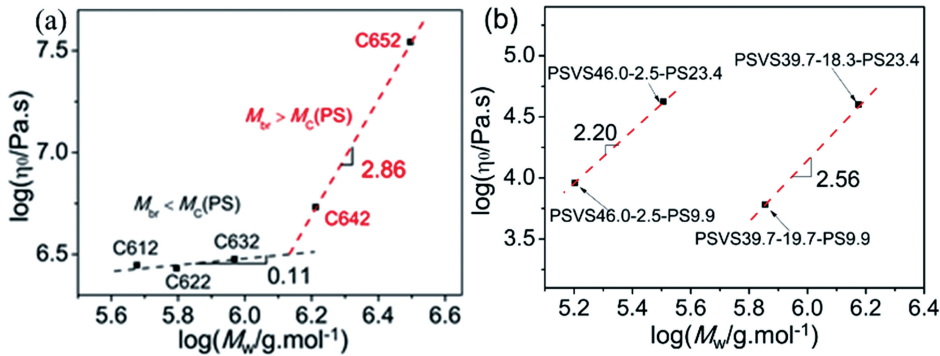 (a)
7.5
7.0
6.5
log(η0/Pa.s)
C652
Mbr > MC(PS)
2.86
Mbr < MC(PS)
C642
C612
C632
C622
0.11
5.6 5.8 6.0 6.2 6.4 6.6
log(Mw/g.mol-1)
(b)
5.0
4.5
4.0
3.5
log(η0/Pa.s)
PSVS39.7-18.3-PS23.4
PSVS46.0-2.5-PS23.4
2.20
2.56
PSVS46.0-2.5-PS9.9
PSVS39.7-19.7-PS9.9
5.2 5.4 5.6 5.8 6.0 6.2 6.4
log(Mw/g.mol-1)